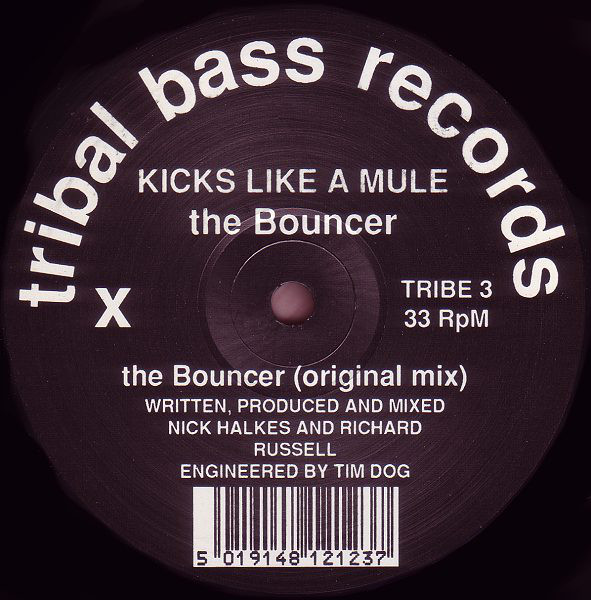 tribal bass records
KICKS LIKE A MULE
the Bouncer
X
TRIBE 3
33 RpM
the Bouncer (original mix)
WRITTEN, PRODUCED AND MIXED
NICK HALKES AND RICHARD
RUSSELL
ENGINEERED BY TIM DOG
5 019148 121237